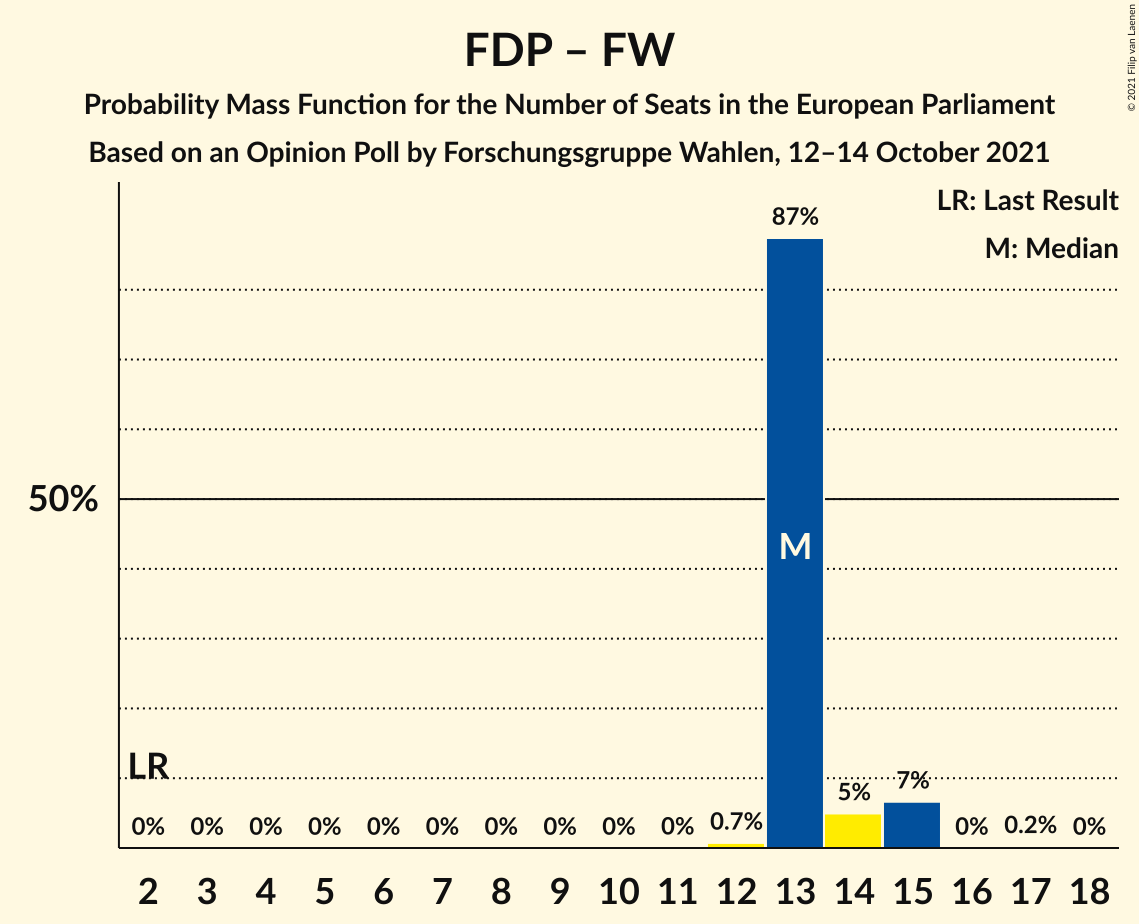 FDP – FW
Probability Mass Function for the Number of Seats in the European Parliament
Based on an Opinion Poll by Forschungsgruppe Wahlen, 12–14 October 2021
© 2021 Filip van Laenen
LR: Last Result
M: Median
87%
50%
M
LR
0% 0% 0% 0% 0% 0% 0% 0% 0% 0% 0.7% 5% 7% 0% 0.2% 0%
2 3 4 5 6 7 8 9 10 11 12 13 14 15 16 17 18